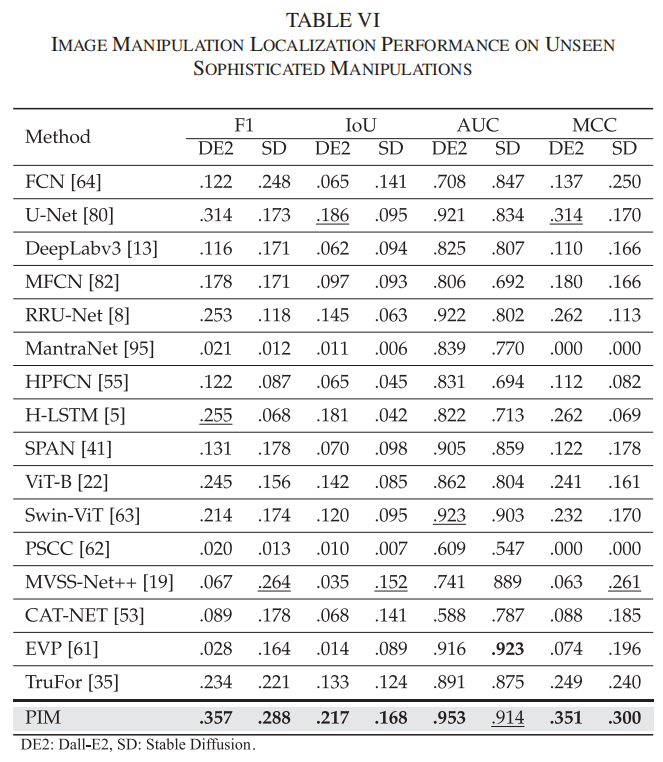 TABLE VI
IMAGE MANIPULATION LOCALIZATION PERFORMANCE ON UNSEEN
SOPHISTICATED MANIPULATIONS
Method F1 IoU AUC MCC
DE2 SD DE2 SD DE2 SD DE2 SD
FCN [64] .122 .248 .065 .141 .708 .847 .137 .250
U-Net [80] .314 .173 .186 .095 .921 .834 .314 .170
DeepLabv3 [13] .116 .171 .062 .094 .825 .807 .110 .166
MFCN [82] .178 .171 .097 .093 .806 .692 .180 .166
RRU-Net [8] .253 .118 .145 .063 .922 .802 .262 .113
MantraNet [95] .021 .012 .011 .006 .839 .770 .000 .000
HPFCN [55] .122 .087 .065 .045 .831 .694 .112 .082
H-LSTM [5] .255 .068 .181 .042 .822 .713 .262 .069
SPAN [41] .131 .178 .070 .098 .905 .859 .122 .178
ViT-B [22] .245 .156 .142 .085 .862 .804 .241 .161
Swin-ViT [63] .214 .174 .120 .095 .923 .903 .232 .170
PSCC [62] .020 .013 .010 .007 .609 .547 .000 .000
MVSS-Net++ [19] .067 .264 .035 .152 .741 889 .063 .261
CAT-NET [53] .089 .178 .068 .141 .588 .787 .088 .185
EVP [61] .028 .164 .014 .089 .916 .923 .074 .196
TruFor [35] .234 .221 .133 .124 .891 .875 .249 .240
PIM .357 .288 .217 .168 .953 .914 .351 .300
DE2: Dall-E2, SD: Stable Diffusion.